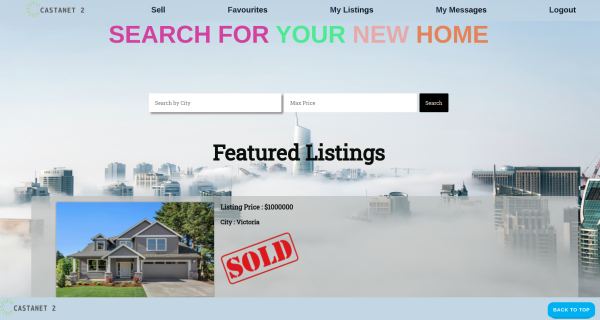 CASTANET 2
Sell
Favourites
My Listings
My Messages
Logout
SEARCH FOR YOUR NEW HOME
Search by City
Max Price
Search
Featured Listings
Listing Price : $1000000
City : Victoria
SOLD
CASTANET 2
BACK TO TOP